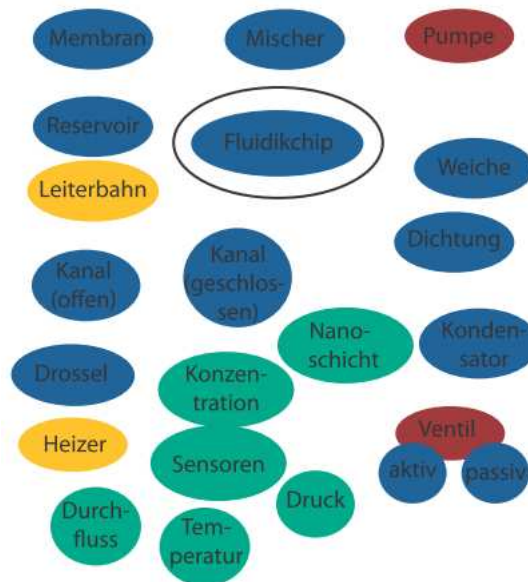 Membran
Mischer
Pumpe
Reservoir
Fluidikchip
Weiche
Leiterbahn
Dichtung
Kanal
(offen)
Kanal
(geschlos-
sen)
Nano-
schicht
Konden-
sator
Drossel
Konzen-
tration
Heizer
Ventil
Sensoren
aktiv
passiv
Druck
Durch-
fluss
Tem-
peratur